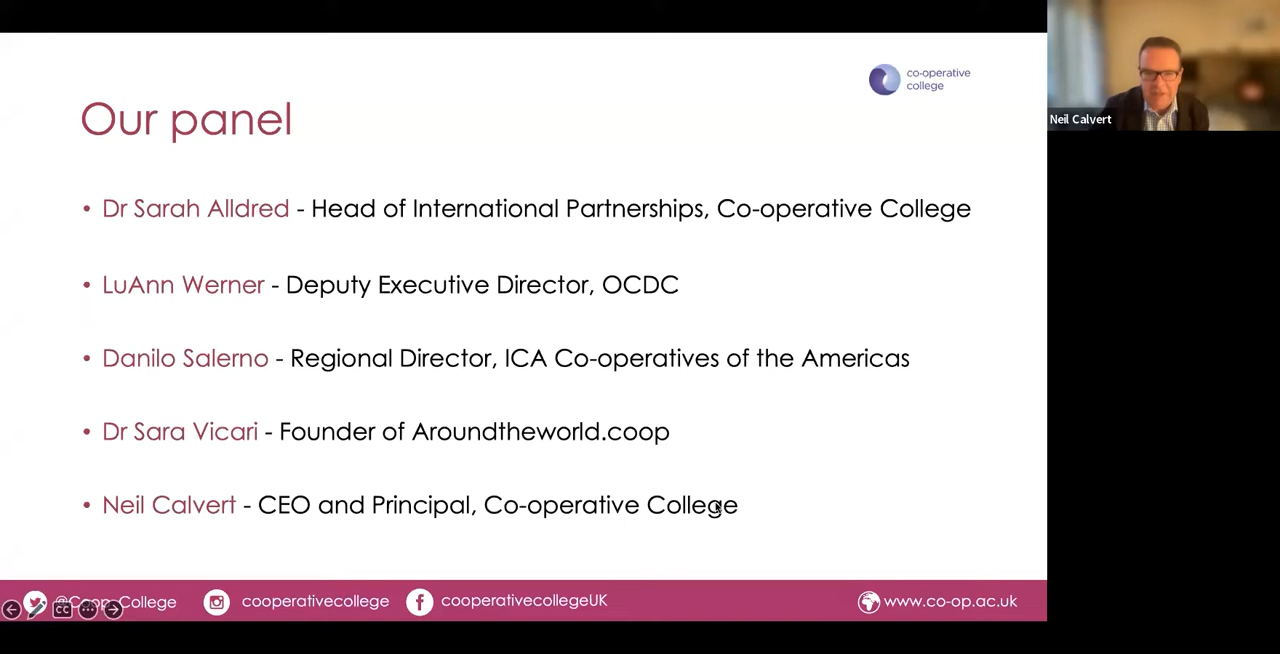 co-operative
college
Neil Calvert
Our panel
• Dr Sarah Alldred - Head of International Partnerships, Co-operative College
• LuAnn Werner - Deputy Executive Director, OCDC
• Danilo Salerno - Regional Director, ICA Co-operatives of the Americas
• Dr Sara Vicari - Founder of Aroundtheworld.coop
• Neil Calvert - CEO and Principal, Co-operative College
@Coop_College cooperativecollege cooperativecollegeUK www.co-op.ac.uk
CC